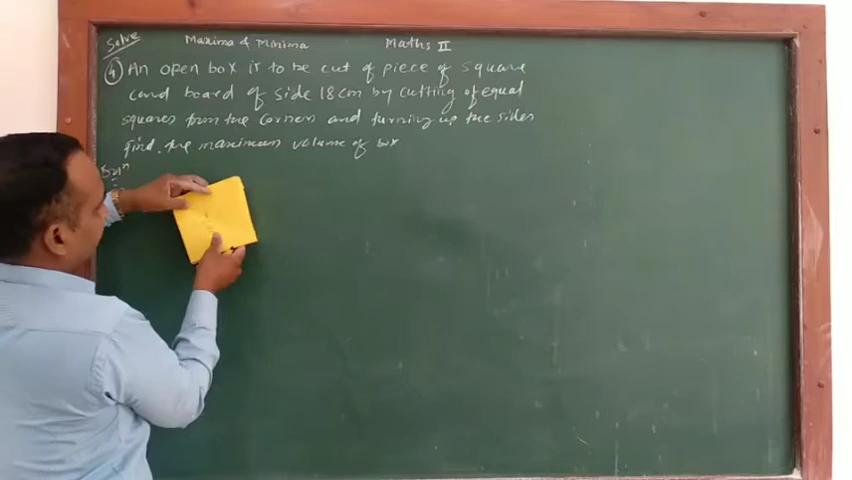 Solve
Maxima & Minima Maths II
④ An open box is to be cut of piece of square
card board of side 18cm by cutting of equal
squares from the corners and turning up the sides
find. the maximum volume of box
Solⁿ